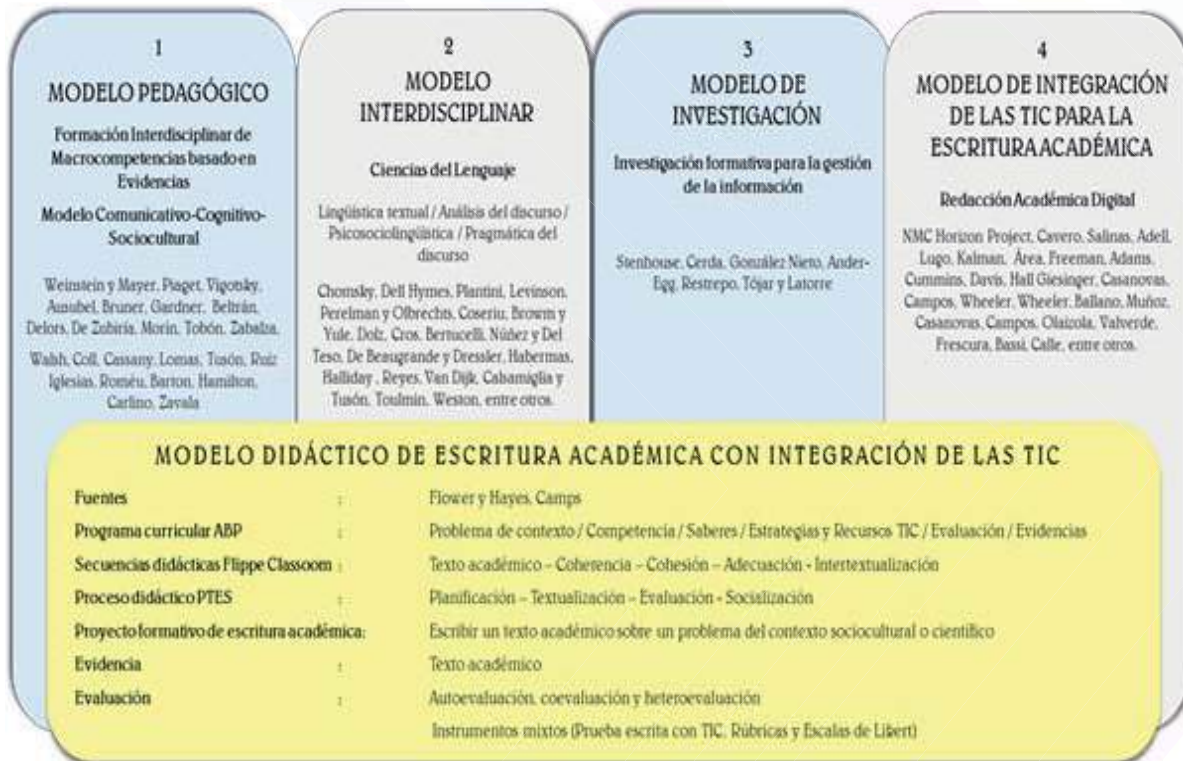 1
MODELO PEDAGÓGICO
Formación Interdisciplinar de
Macrocompetencias basado en
Evidencias
Modelo Comunicativo-Cognitivo-
Sociocultural
Weinstein y Mayer, Piaget, Vigotsky,
Ausubel, Bruner, Gardner, Beltrán,
Delors, De Zubiría, Morin, Tobón, Zabalza,
Walsh, Coll, Cassany, Lomas, Tusón, Ruiz
Iglesias, Roméu, Barton, Hamilton,
Carlino, Zavala
2
MODELO
INTERDISCIPLINAR
Ciencias del Lenguaje
Lingüística textual / Análisis del discurso /
Psicosociolingüística / Pragmática del
discurso
Chomsky, Dell Hymes, Plantini, Levinson,
Perelman y Olbrechts, Coseriu, Brown y
Yule, Dolz, Cros, Bertucelli, Núñez y Del
Teso, De Beaugrande y Dressler, Habermas,
Halliday , Reyes, Van Dijk, Calsamiglia y
Tusón, Toulmin, Weston, entre otros.
3
MODELO DE
INVESTIGACIÓN
Investigación formativa para la gestión
de la información
Stenhouse, Cerda, González Nieto, Ander-
Egg, Restrepo, Tójar y Latorre
4
MODELO DE INTEGRACIÓN
DE LAS TIC PARA LA
ESCRITURA ACADÉMICA
Redacción Académica Digital
NMC Horizon Project, Cavero, Salinas, Adell,
Lugo, Kalman, Área, Freeman, Adams,
Cummins, Davis, Hall Giesinger, Casanovas,
Campos, Wheeler, Wheeler, Ballano, Muñoz,
Casanovas, Campos, Olaizola, Valverde,
Frescura, Bassi, Calle, entre otros.
MODELO DIDÁCTICO DE ESCRITURA ACADÉMICA CON INTEGRACIÓN DE LAS TIC
Fuentes : Flower y Hayes, Camps
Programa curricular ABP : Problema de contexto / Competencia / Saberes / Estrategias y Recursos TIC / Evaluación / Evidencias
Secuencias didácticas Flippe Classoom : Texto académico – Coherencia – Cohesión – Adecuación - Intertextualización
Proceso didáctico PTES : Planificación – Textualización – Evaluación - Socialización
Proyecto formativo de escritura académica: Escribir un texto académico sobre un problema del contexto sociocultural o científico
Evidencia : Texto académico
Evaluación : Autoevaluación, coevaluación y heteroevaluación
Instrumentos mixtos (Prueba escrita con TIC, Rúbricas y Escalas de Likert)